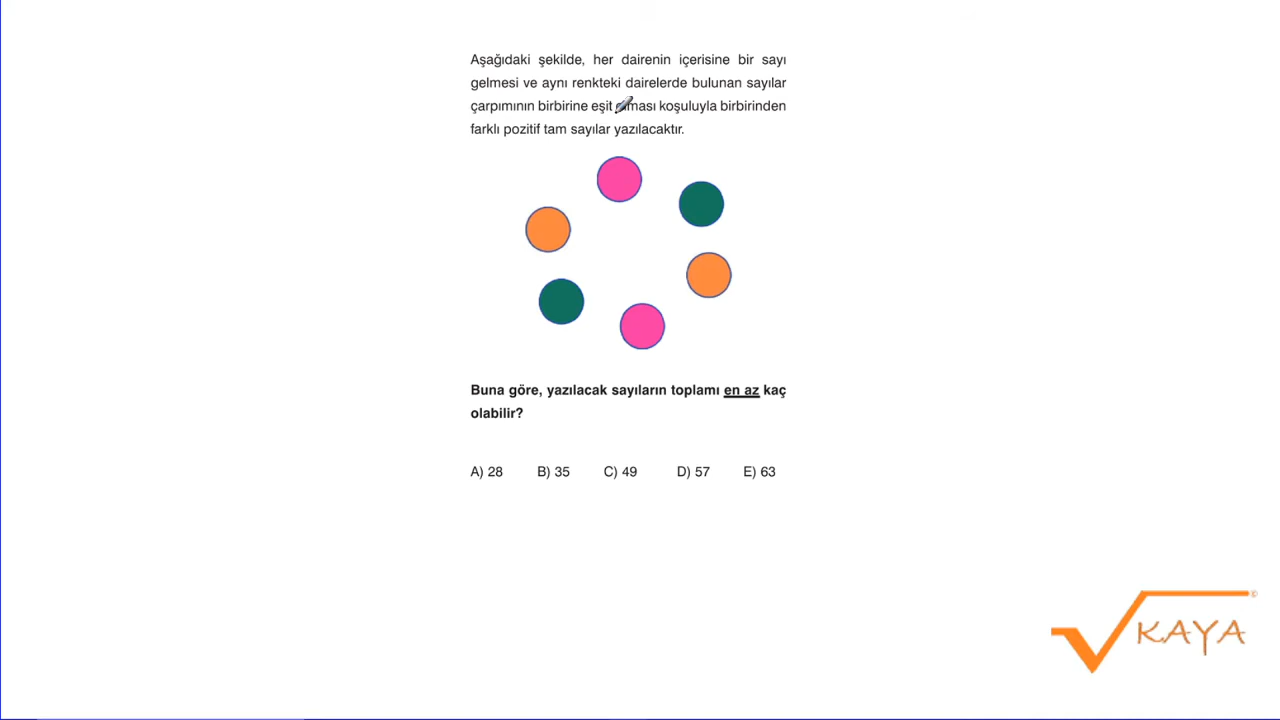 Aşağıdaki şekilde, her dairenin içerisine bir sayı
gelmesi ve aynı renkteki dairelerde bulunan sayılar
çarpımının birbirine eşit olması koşuluyla birbirinden
farklı pozitif tam sayılar yazılacaktır.
Buna göre, yazılacak sayıların toplamı en az kaç
olabilir?
A) 28 B) 35 C) 49 D) 57 E) 63
KAYA